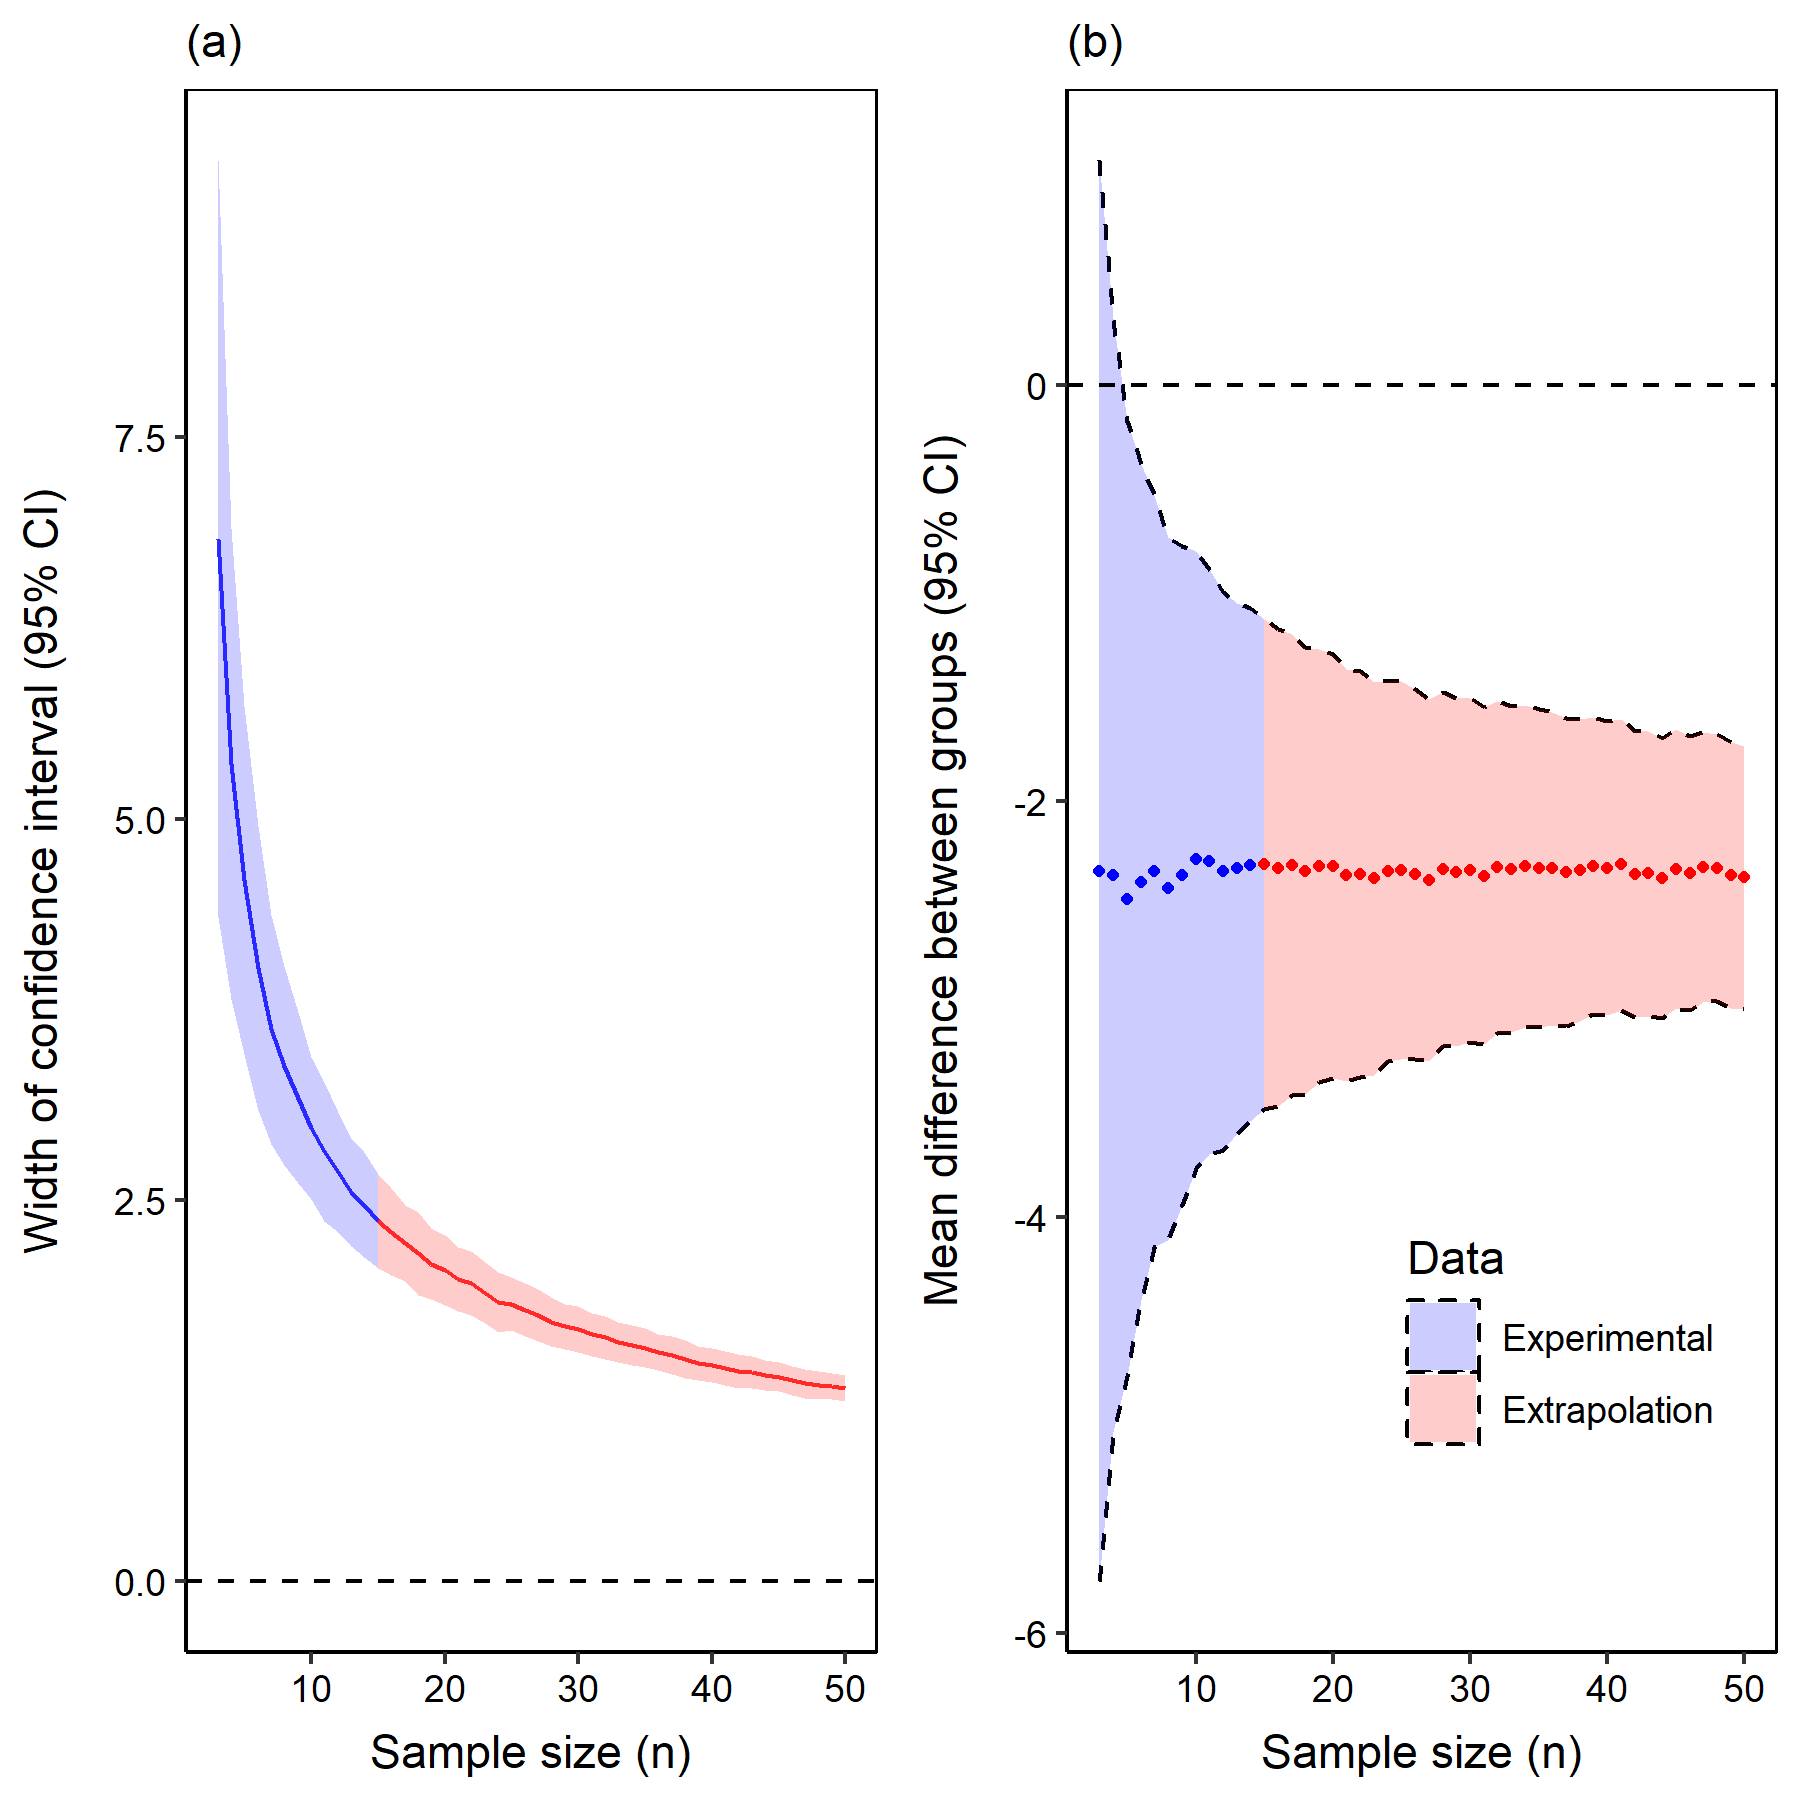 (a)
Width of confidence interval (95% CI)
7.5
5.0
2.5
0.0
10 20 30 40 50
Sample size (n)
(b)
Mean difference between groups (95% CI)
0
-2
-4
-6
10 20 30 40 50
Sample size (n)
Data
Experimental
Extrapolation